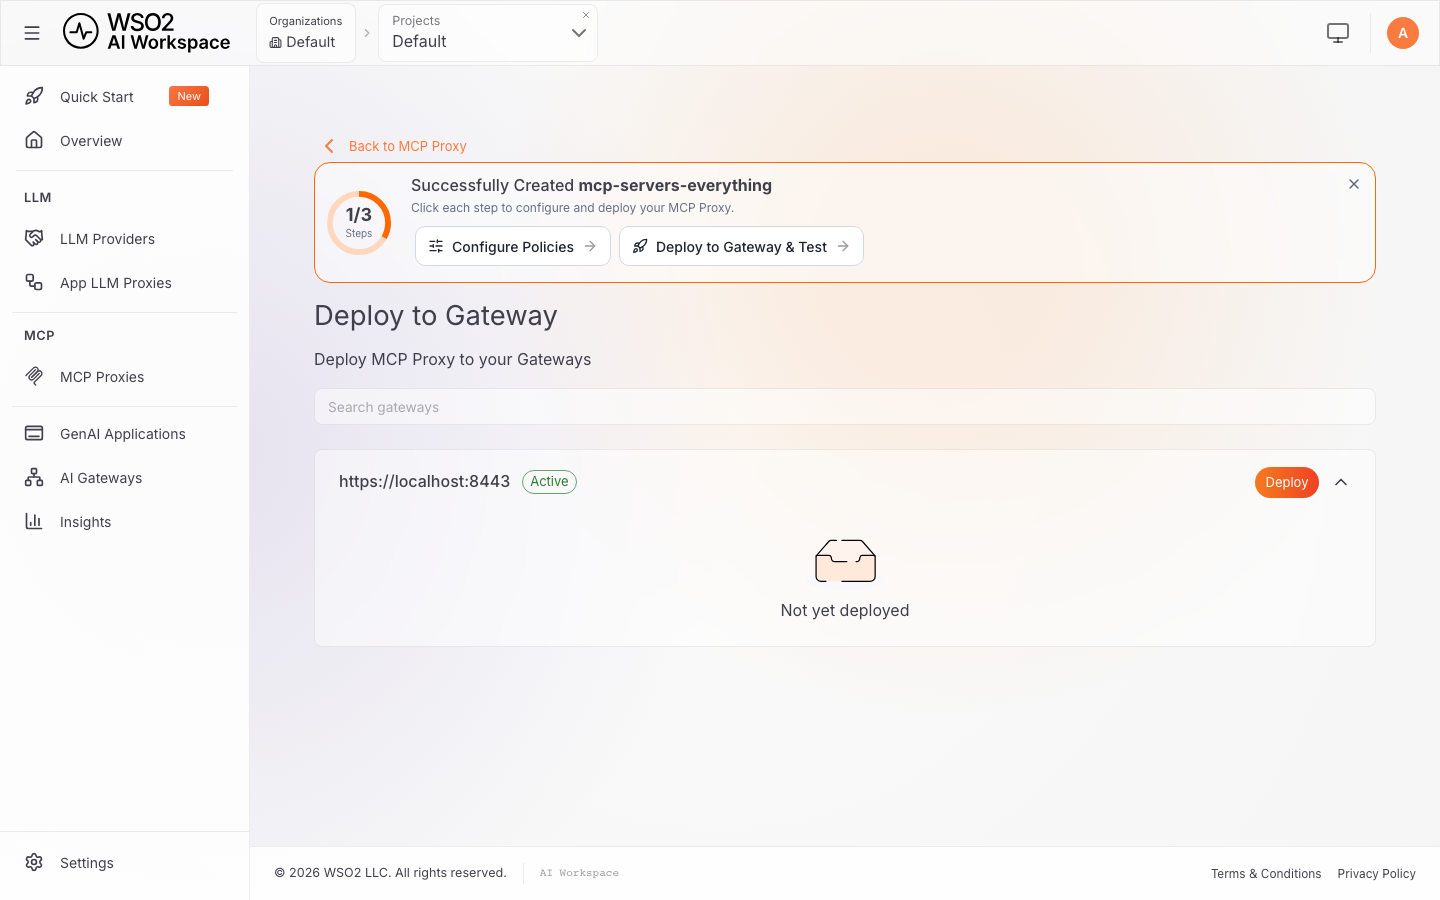 WSO2
AI Workspace
Organizations
Default
Projects
Default
A
Quick Start
New
Overview
LLM
LLM Providers
App LLM Proxies
MCP
MCP Proxies
GenAI Applications
AI Gateways
Insights
Settings
Back to MCP Proxy
1/3
Steps
Successfully Created mcp-servers-everything
Click each step to configure and deploy your MCP Proxy.
Configure Policies
Deploy to Gateway & Test
Deploy to Gateway
Deploy MCP Proxy to your Gateways
Search gateways
https://localhost:8443
Active
Deploy
Not yet deployed
© 2026 WSO2 LLC. All rights reserved.
AI Workspace
Terms & Conditions
Privacy Policy